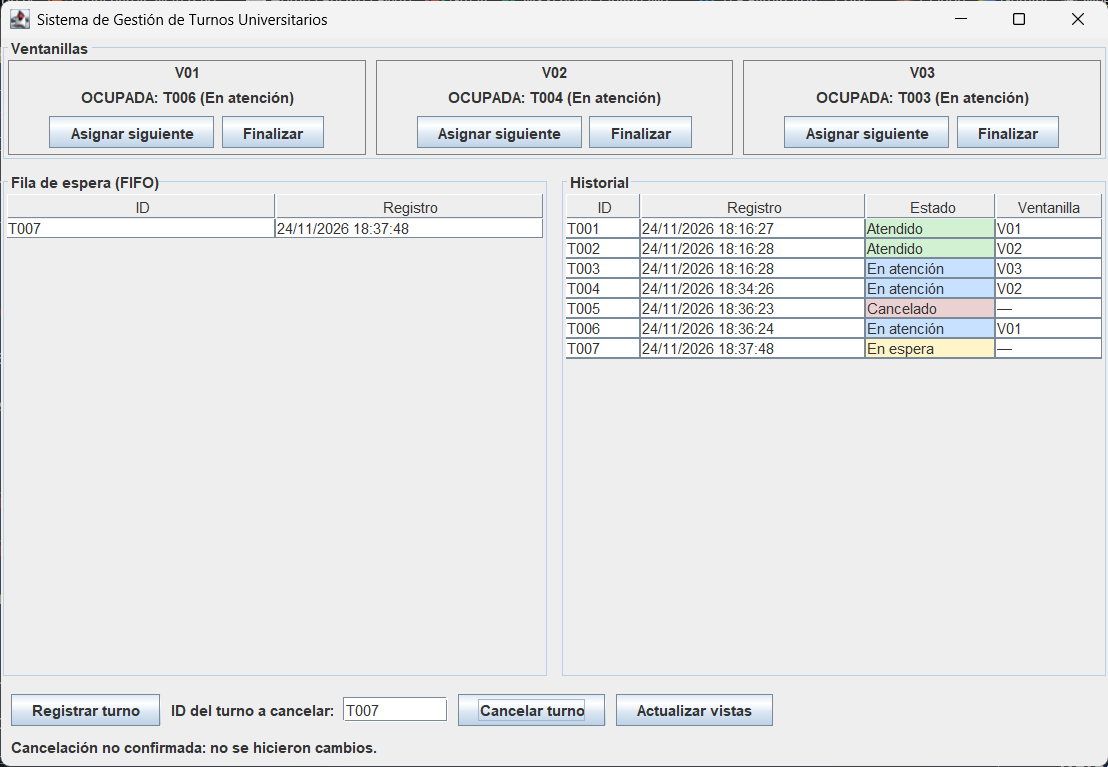 Sistema de Gestión de Turnos Universitarios
Ventanillas
V01
OCUPADA: T006 (En atención)
Asignar siguiente Finalizar
V02
OCUPADA: T004 (En atención)
Asignar siguiente Finalizar
V03
OCUPADA: T003 (En atención)
Asignar siguiente Finalizar
Fila de espera (FIFO)
ID Registro
T007 24/11/2026 18:37:48
Historial
ID Registro Estado Ventanilla
T001 24/11/2026 18:16:27 Atendido V01
T002 24/11/2026 18:16:28 Atendido V02
T003 24/11/2026 18:16:28 En atención V03
T004 24/11/2026 18:34:26 En atención V02
T005 24/11/2026 18:36:23 Cancelado —
T006 24/11/2026 18:36:24 En atención V01
T007 24/11/2026 18:37:48 En espera —
Registrar turno ID del turno a cancelar: T007 Cancelar turno Actualizar vistas
Cancelación no confirmada: no se hicieron cambios.